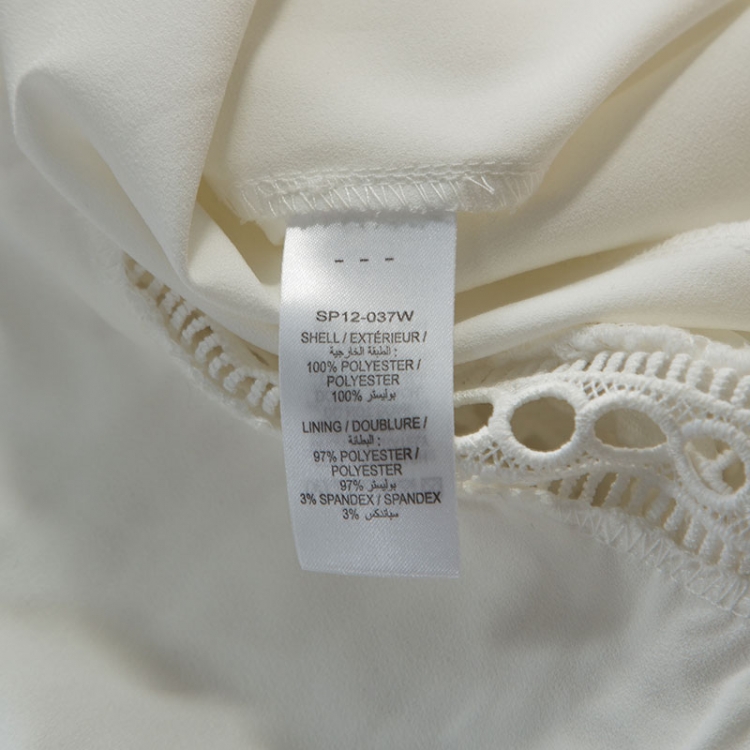 - - -
SP12-037W
SHELL / EXTÉRIEUR /
الطبقة الخارجية :
100% POLYESTER /
POLYESTER
100% بوليستر
LINING / DOUBLURE /
البطانة :
97% POLYESTER /
POLYESTER
97% بوليستر
3% SPANDEX / SPANDEX
3% سباندكس